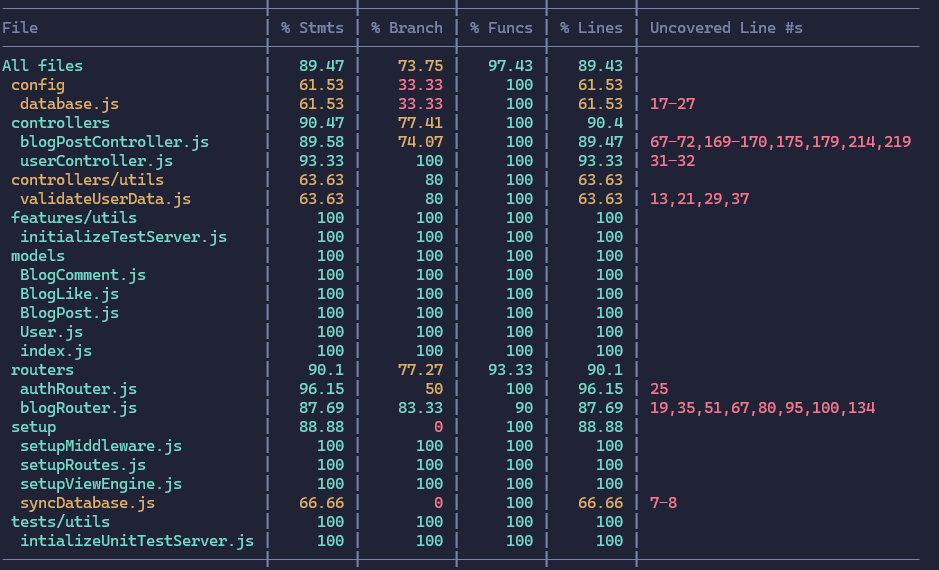 File | % Stmts | % Branch | % Funcs | % Lines | Uncovered Line #s
All files | 89.47 | 73.75 | 97.43 | 89.43 |
config | 61.53 | 33.33 | 100 | 61.53 |
database.js | 61.53 | 33.33 | 100 | 61.53 | 17-27
controllers | 90.47 | 77.41 | 100 | 90.4 |
blogPostController.js | 89.58 | 74.07 | 100 | 89.47 | 67-72,169-170,175,179,214,219
userController.js | 93.33 | 100 | 100 | 93.33 | 31-32
controllers/utils | 63.63 | 80 | 100 | 63.63 |
validateUserData.js | 63.63 | 80 | 100 | 63.63 | 13,21,29,37
features/utils | 100 | 100 | 100 | 100 |
initializeTestServer.js | 100 | 100 | 100 | 100 |
models | 100 | 100 | 100 | 100 |
BlogComment.js | 100 | 100 | 100 | 100 |
BlogLike.js | 100 | 100 | 100 | 100 |
BlogPost.js | 100 | 100 | 100 | 100 |
User.js | 100 | 100 | 100 | 100 |
index.js | 100 | 100 | 100 | 100 |
routers | 90.1 | 77.27 | 93.33 | 90.1 |
authRouter.js | 96.15 | 50 | 100 | 96.15 | 25
blogRouter.js | 87.69 | 83.33 | 90 | 87.69 | 19,35,51,67,80,95,100,134
setup | 88.88 | 0 | 100 | 88.88 |
setupMiddleware.js | 100 | 100 | 100 | 100 |
setupRoutes.js | 100 | 100 | 100 | 100 |
setupViewEngine.js | 100 | 100 | 100 | 100 |
syncDatabase.js | 66.66 | 0 | 100 | 66.66 | 7-8
tests/utils | 100 | 100 | 100 | 100 |
intializeUnitTestServer.js | 100 | 100 | 100 | 100 |